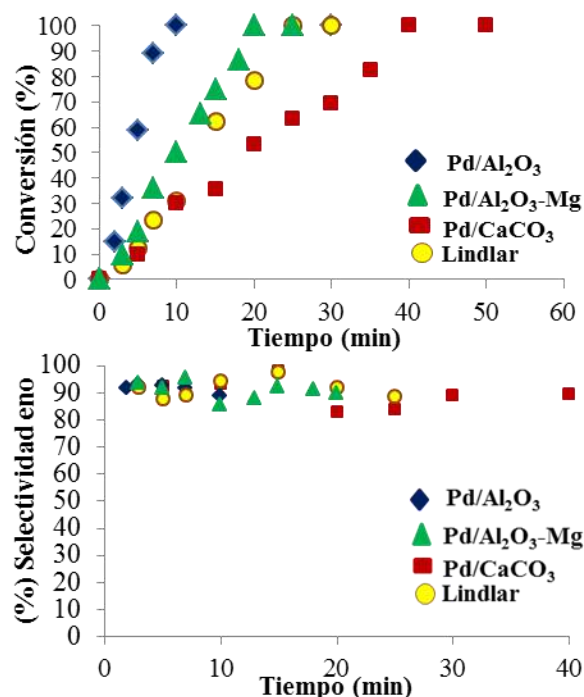 Conversión (%)
100
90
80
70
60
50
40
30
20
10
0
Pd/Al₂O₃
Pd/Al₂O₃-Mg
Pd/CaCO₃
Lindlar
0 10 20 30 40 50 60
Tiempo (min)
(%) Selectividad eno
100
90
80
70
60
50
40
30
20
10
0
Pd/Al₂O₃
Pd/Al₂O₃-Mg
Pd/CaCO₃
Lindlar
0 10 20 30 40
Tiempo (min)